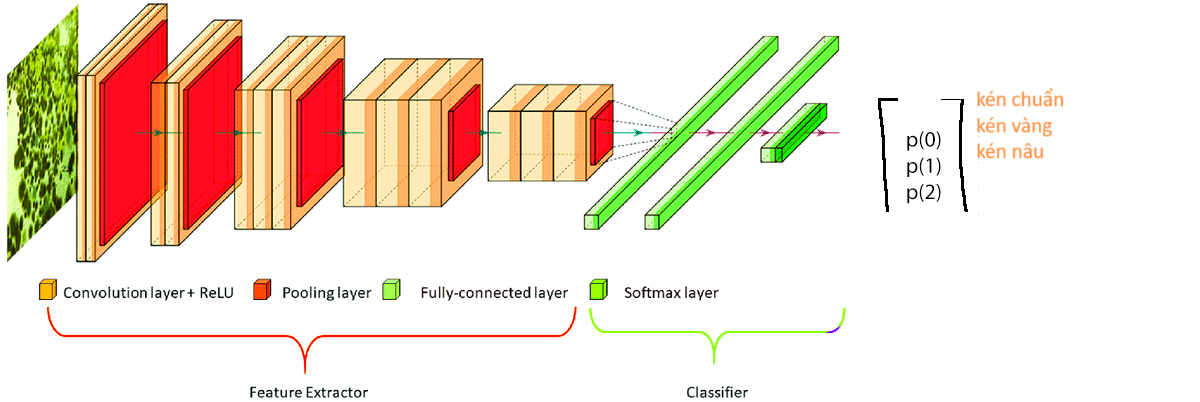 kén chuẩn
kén vàng
kén nâu
p(0)
p(1)
p(2)
Convolution layer + ReLU
Pooling layer
Fully-connected layer
Softmax layer
Feature Extractor
Classifier